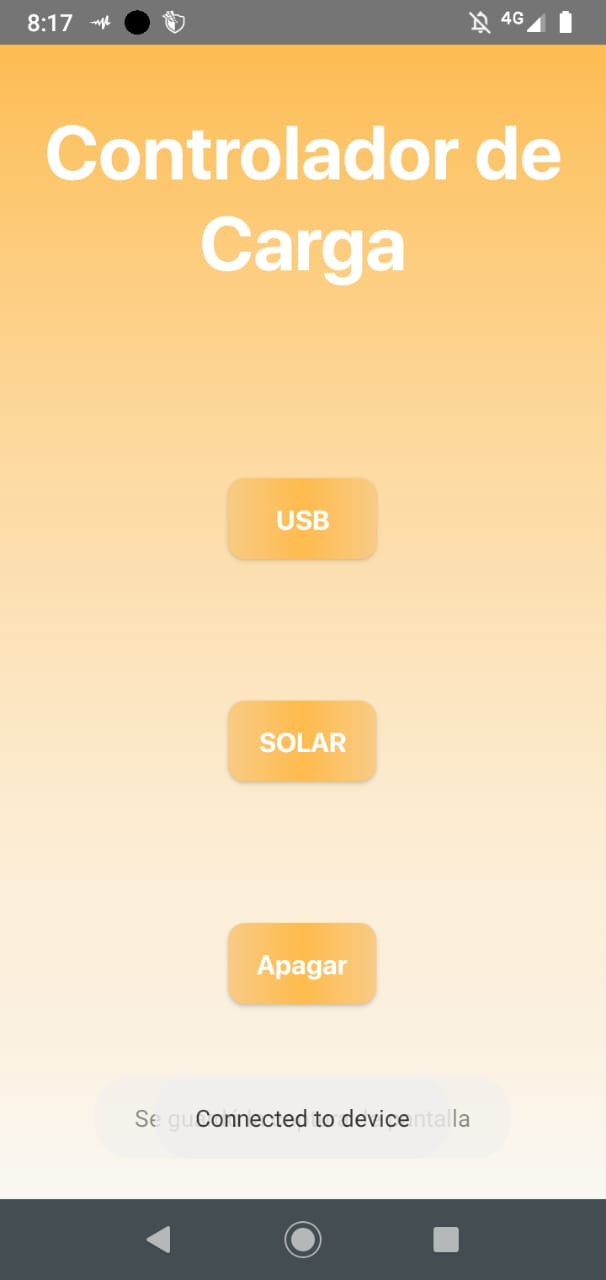 8:17
4G
Controlador de
Carga
USB
SOLAR
Apagar
Connected to device